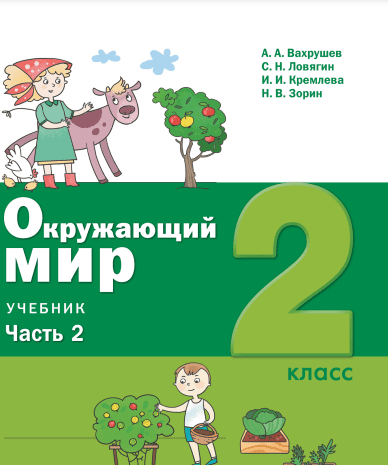 А. А. Вахрушев
С. Н. Ловягин
И. И. Кремлева
Н. В. Зорин
Окружающий
мир
УЧЕБНИК
Часть 2
2
класс